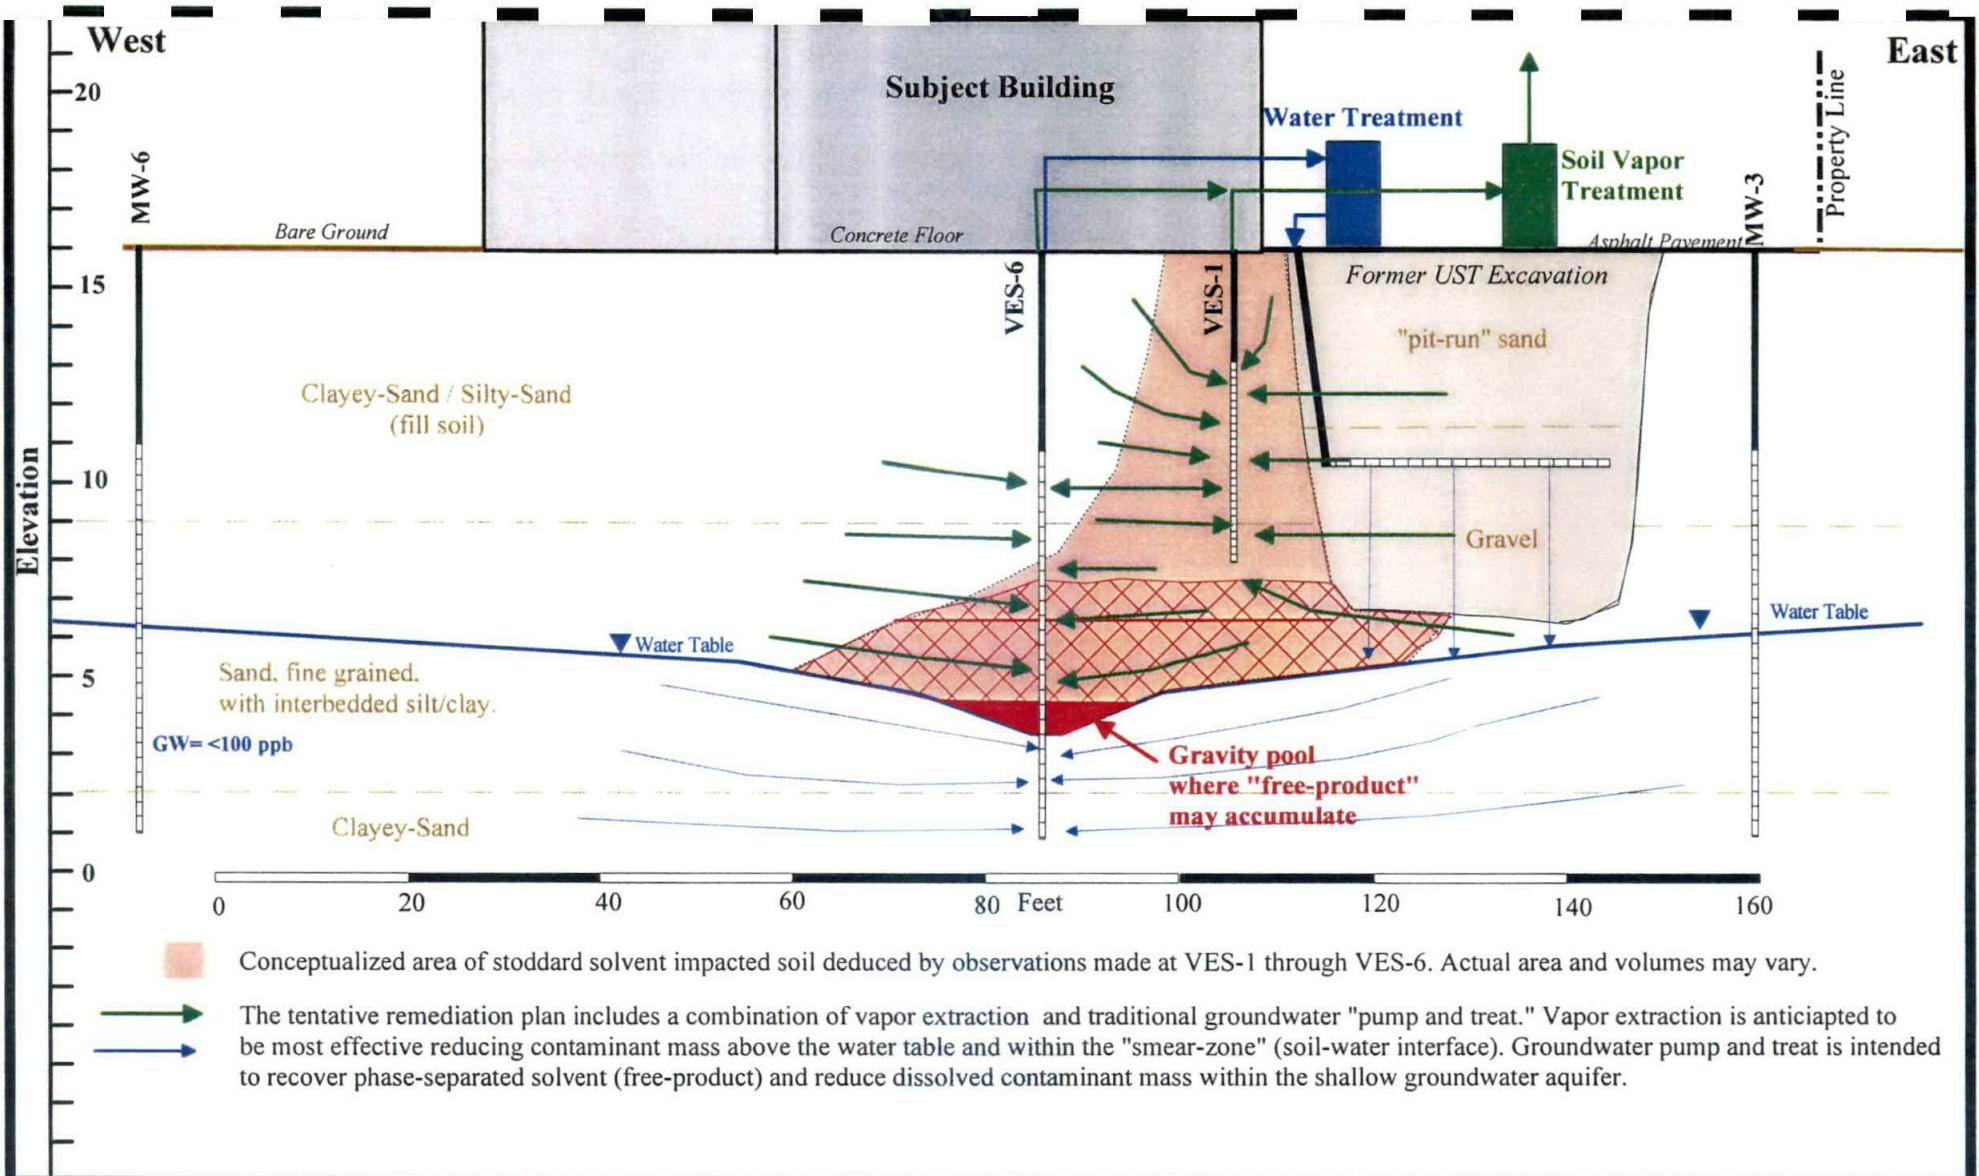 West
East
20
Subject Building
Water Treatment
Soil Vapor
Treatment
Property Line
MW-6
MW-3
Bare Ground
Concrete Floor
Asphalt Pavement
15
VES-6
VES-1
Former UST Excavation
"pit-run" sand
Clayey-Sand / Silty-Sand
(fill soil)
Elevation
10
Gravel
Water Table
Water Table
5
Sand, fine grained.
with interbedded silt/clay.
GW= <100 ppb
Gravity pool
where "free-product"
may accumulate
Clayey-Sand
0
0 20 40 60 80 Feet 100 120 140 160
Conceptualized area of stoddard solvent impacted soil deduced by observations made at VES-1 through VES-6. Actual area and volumes may vary.
The tentative remediation plan includes a combination of vapor extraction and traditional groundwater "pump and treat." Vapor extraction is anticiapted to
be most effective reducing contaminant mass above the water table and within the "smear-zone" (soil-water interface). Groundwater pump and treat is intended
to recover phase-separated solvent (free-product) and reduce dissolved contaminant mass within the shallow groundwater aquifer.